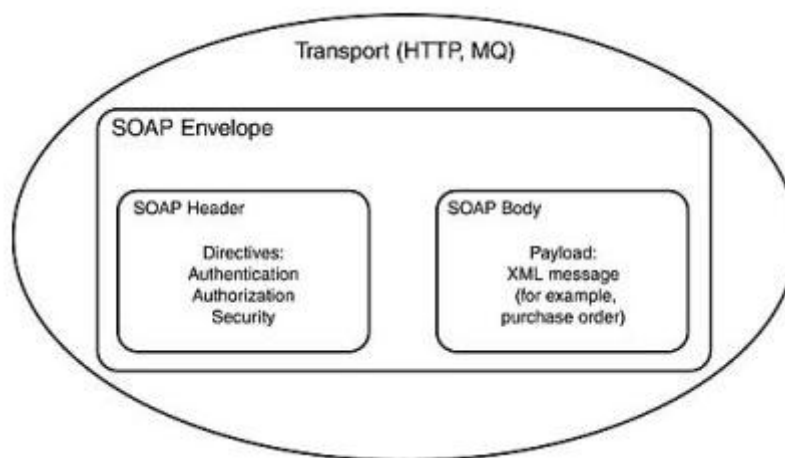 Transport (HTTP, MQ)
SOAP Envelope
SOAP Header
Directives:
Authentication
Authorization
Security
SOAP Body
Payload:
XML message
(for example,
purchase order)